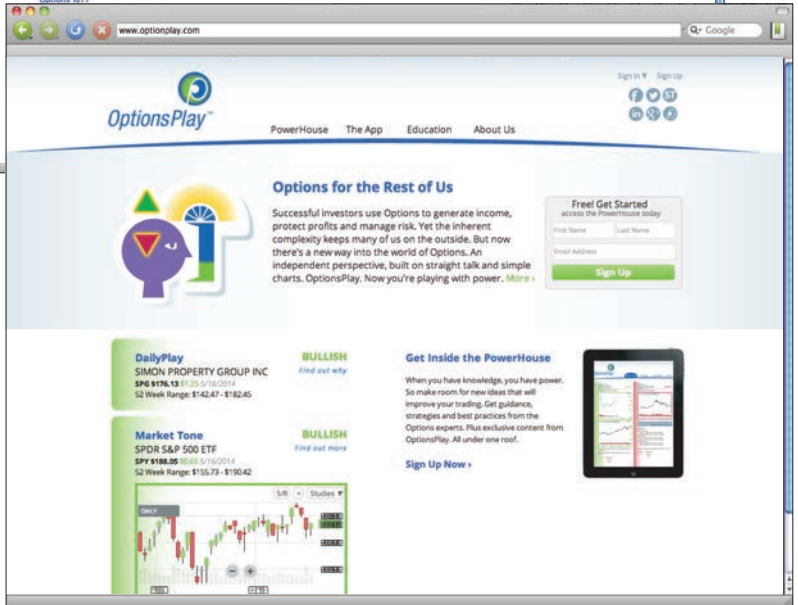 www.optionplay.com
Google
Sign In
Sign Up
OptionsPlay™
PowerHouse The App Education About Us
Options for the Rest of Us
Successful investors use Options to generate income,
protect profits and manage risk. Yet the inherent
complexity keeps many of us on the outside. But now
there's a new way into the world of Options. An
independent perspective, built on straight talk and simple
charts. OptionsPlay. Now you're playing with power. More ›
Free! Get Started
access the PowerHouse today
First Name Last Name
Email Address
Sign Up
DailyPlay BULLISH
SIMON PROPERTY GROUP INC Find out why
SPG $176.13 $1.25 5/16/2014
52 Week Range: $142.47 - $182.45
Market Tone BULLISH
SPDR S&P 500 ETF Find out more
SPY $188.05 $0.65 5/16/2014
52 Week Range: $155.73 - $190.42
S/R + Studies
DAILY
Get Inside the PowerHouse
When you have knowledge, you have power.
So make room for new ideas that will
improve your trading. Get guidance,
strategies and best practices from the
Options experts. Plus exclusive content from
OptionsPlay. All under one roof.
Sign Up Now ›